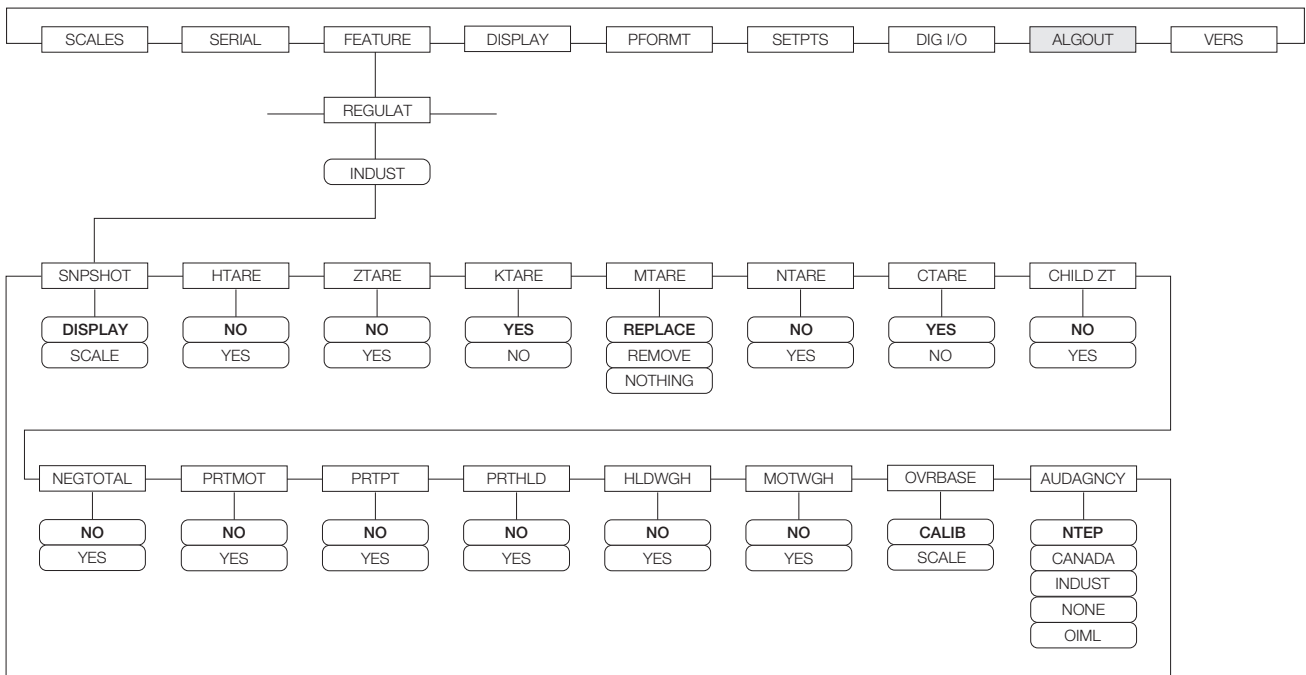 SCALES SERIAL FEATURE DISPLAY PFORMT SETPTS DIG I/O ALGOUT VERS
REGULAT
INDUST
SNPSHOT HTARE ZTARE KTARE MTARE NTARE CTARE CHILD ZT
DISPLAY NO NO YES REPLACE NO YES NO
SCALE YES YES NO REMOVE YES NO YES
NOTHING
NEGTOTAL PRTMOT PRTPT PRTHLD HLDWGH MOTWGH OVRBASE AUDAGNCY
NO NO NO NO NO NO CALIB NTEP
YES YES YES YES YES YES SCALE CANADA
INDUST
NONE
OIML